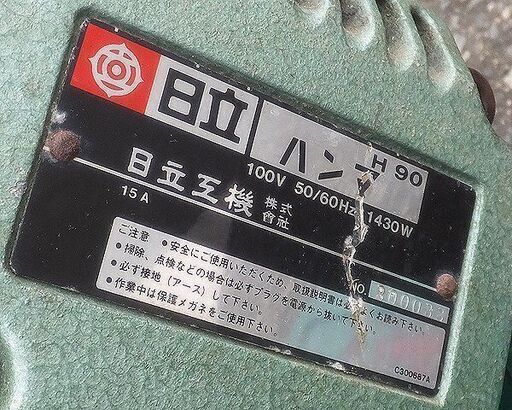 日立
H 90
ハンマ
100V 50/60Hz 1430W
日立互機 株式會社
15A
NO.
ご注意 •安全にご使用いただくため、取扱説明書は必ずよくお読み下さい。
•掃除、点検などの場合は必ずプラグを電源から抜いて下さい。
•必ず接地（アース）して下さい。
•作業中は保護メガネをご使用下さい。
C300687A